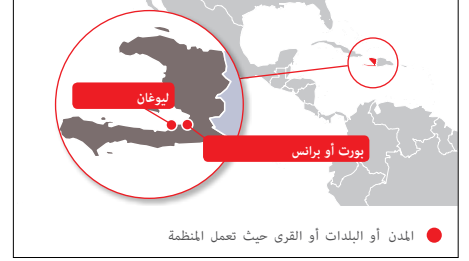 ليوغان
بورت أو برانس
المدن أو البلدات أو القرى حيث تعمل المنظمة